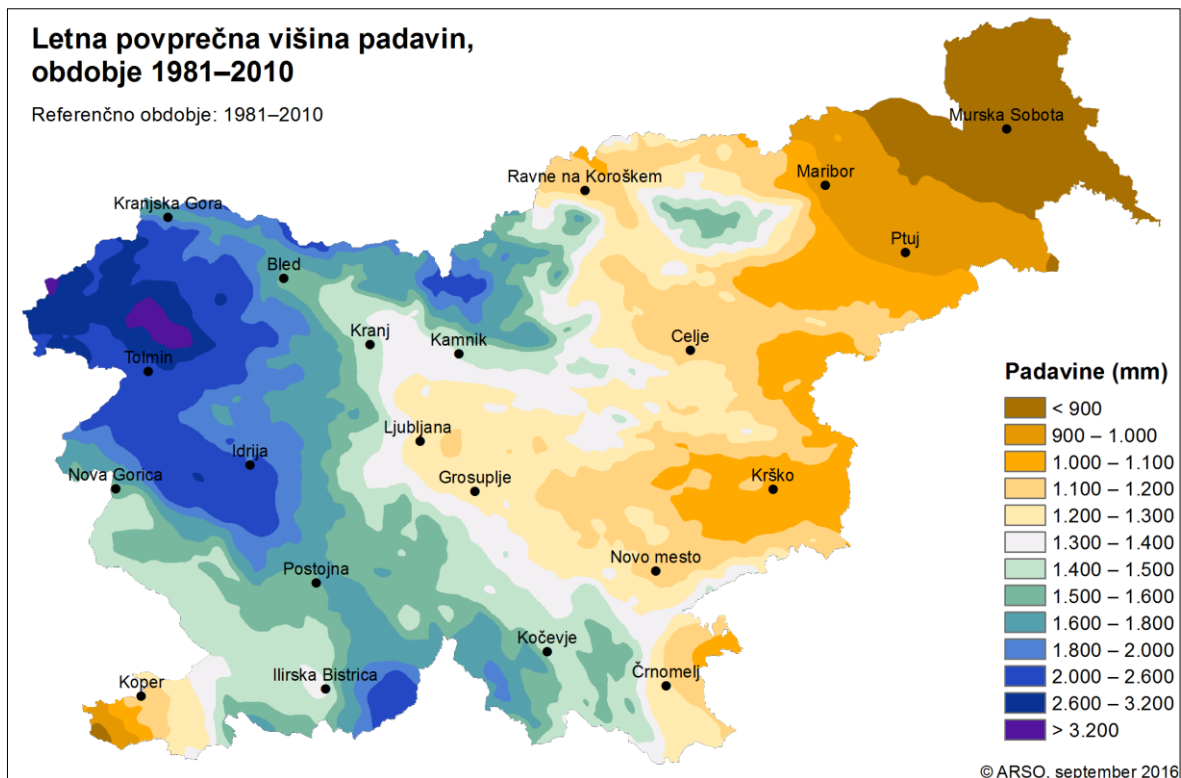 Letna povprečna višina padavin,
obdobje 1981–2010
Referenčno obdobje: 1981–2010
Murska Sobota
Ravne na Koroškem
Maribor
Kranjska Gora
Ptuj
Bled
Kranj
Kamnik
Celje
Tolmin
Ljubljana
Idrija
Nova Gorica
Grosuplje
Krško
Novo mesto
Postojna
Kočevje
Ilirska Bistrica
Črnomelj
Koper
Padavine (mm)
< 900
900 – 1.000
1.000 – 1.100
1.100 – 1.200
1.200 – 1.300
1.300 – 1.400
1.400 – 1.500
1.500 – 1.600
1.600 – 1.800
1.800 – 2.000
2.000 – 2.600
2.600 – 3.200
> 3.200
© ARSO, september 2016